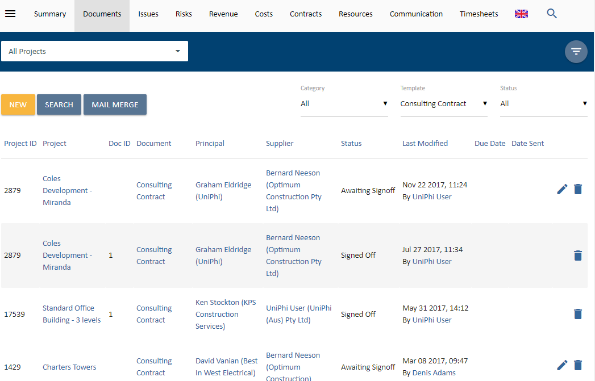 Summary Documents Issues Risks Revenue Costs Contracts Resources Communication Timesheets
All Projects
Category Template Status
All Consulting Contract All
NEW SEARCH MAIL MERGE
Project ID Project Doc ID Document Principal Supplier Status Last Modified Due Date Date Sent
2879
Coles
Development -
Miranda
Consulting
Contract
Graham Eldridge
(UniPhi)
Bernard Neeson
(Optimum
Construction Pty
Ltd)
Awaiting Signoff
Nov 22 2017, 11:24
By UniPhi User
2879
Coles
Development -
Miranda
1
Consulting
Contract
Graham Eldridge
(UniPhi)
Bernard Neeson
(Optimum
Construction Pty
Ltd)
Signed Off
Jul 27 2017, 11:34
By UniPhi User
17539
Standard Office
Building - 3 levels
1
Consulting
Contract
Ken Stockton (KPS
Construction
Services)
UniPhi User (UniPhi
(Aus) Pty Ltd)
Signed Off
May 31 2017, 14:12
By UniPhi User
1429
Charters Towers
Consulting
Contract
David Vanian (Best
In West Electrical)
Bernard Neeson
(Optimum
Construction)
Awaiting Signoff
Mar 08 2017, 09:47
By Denis Adams